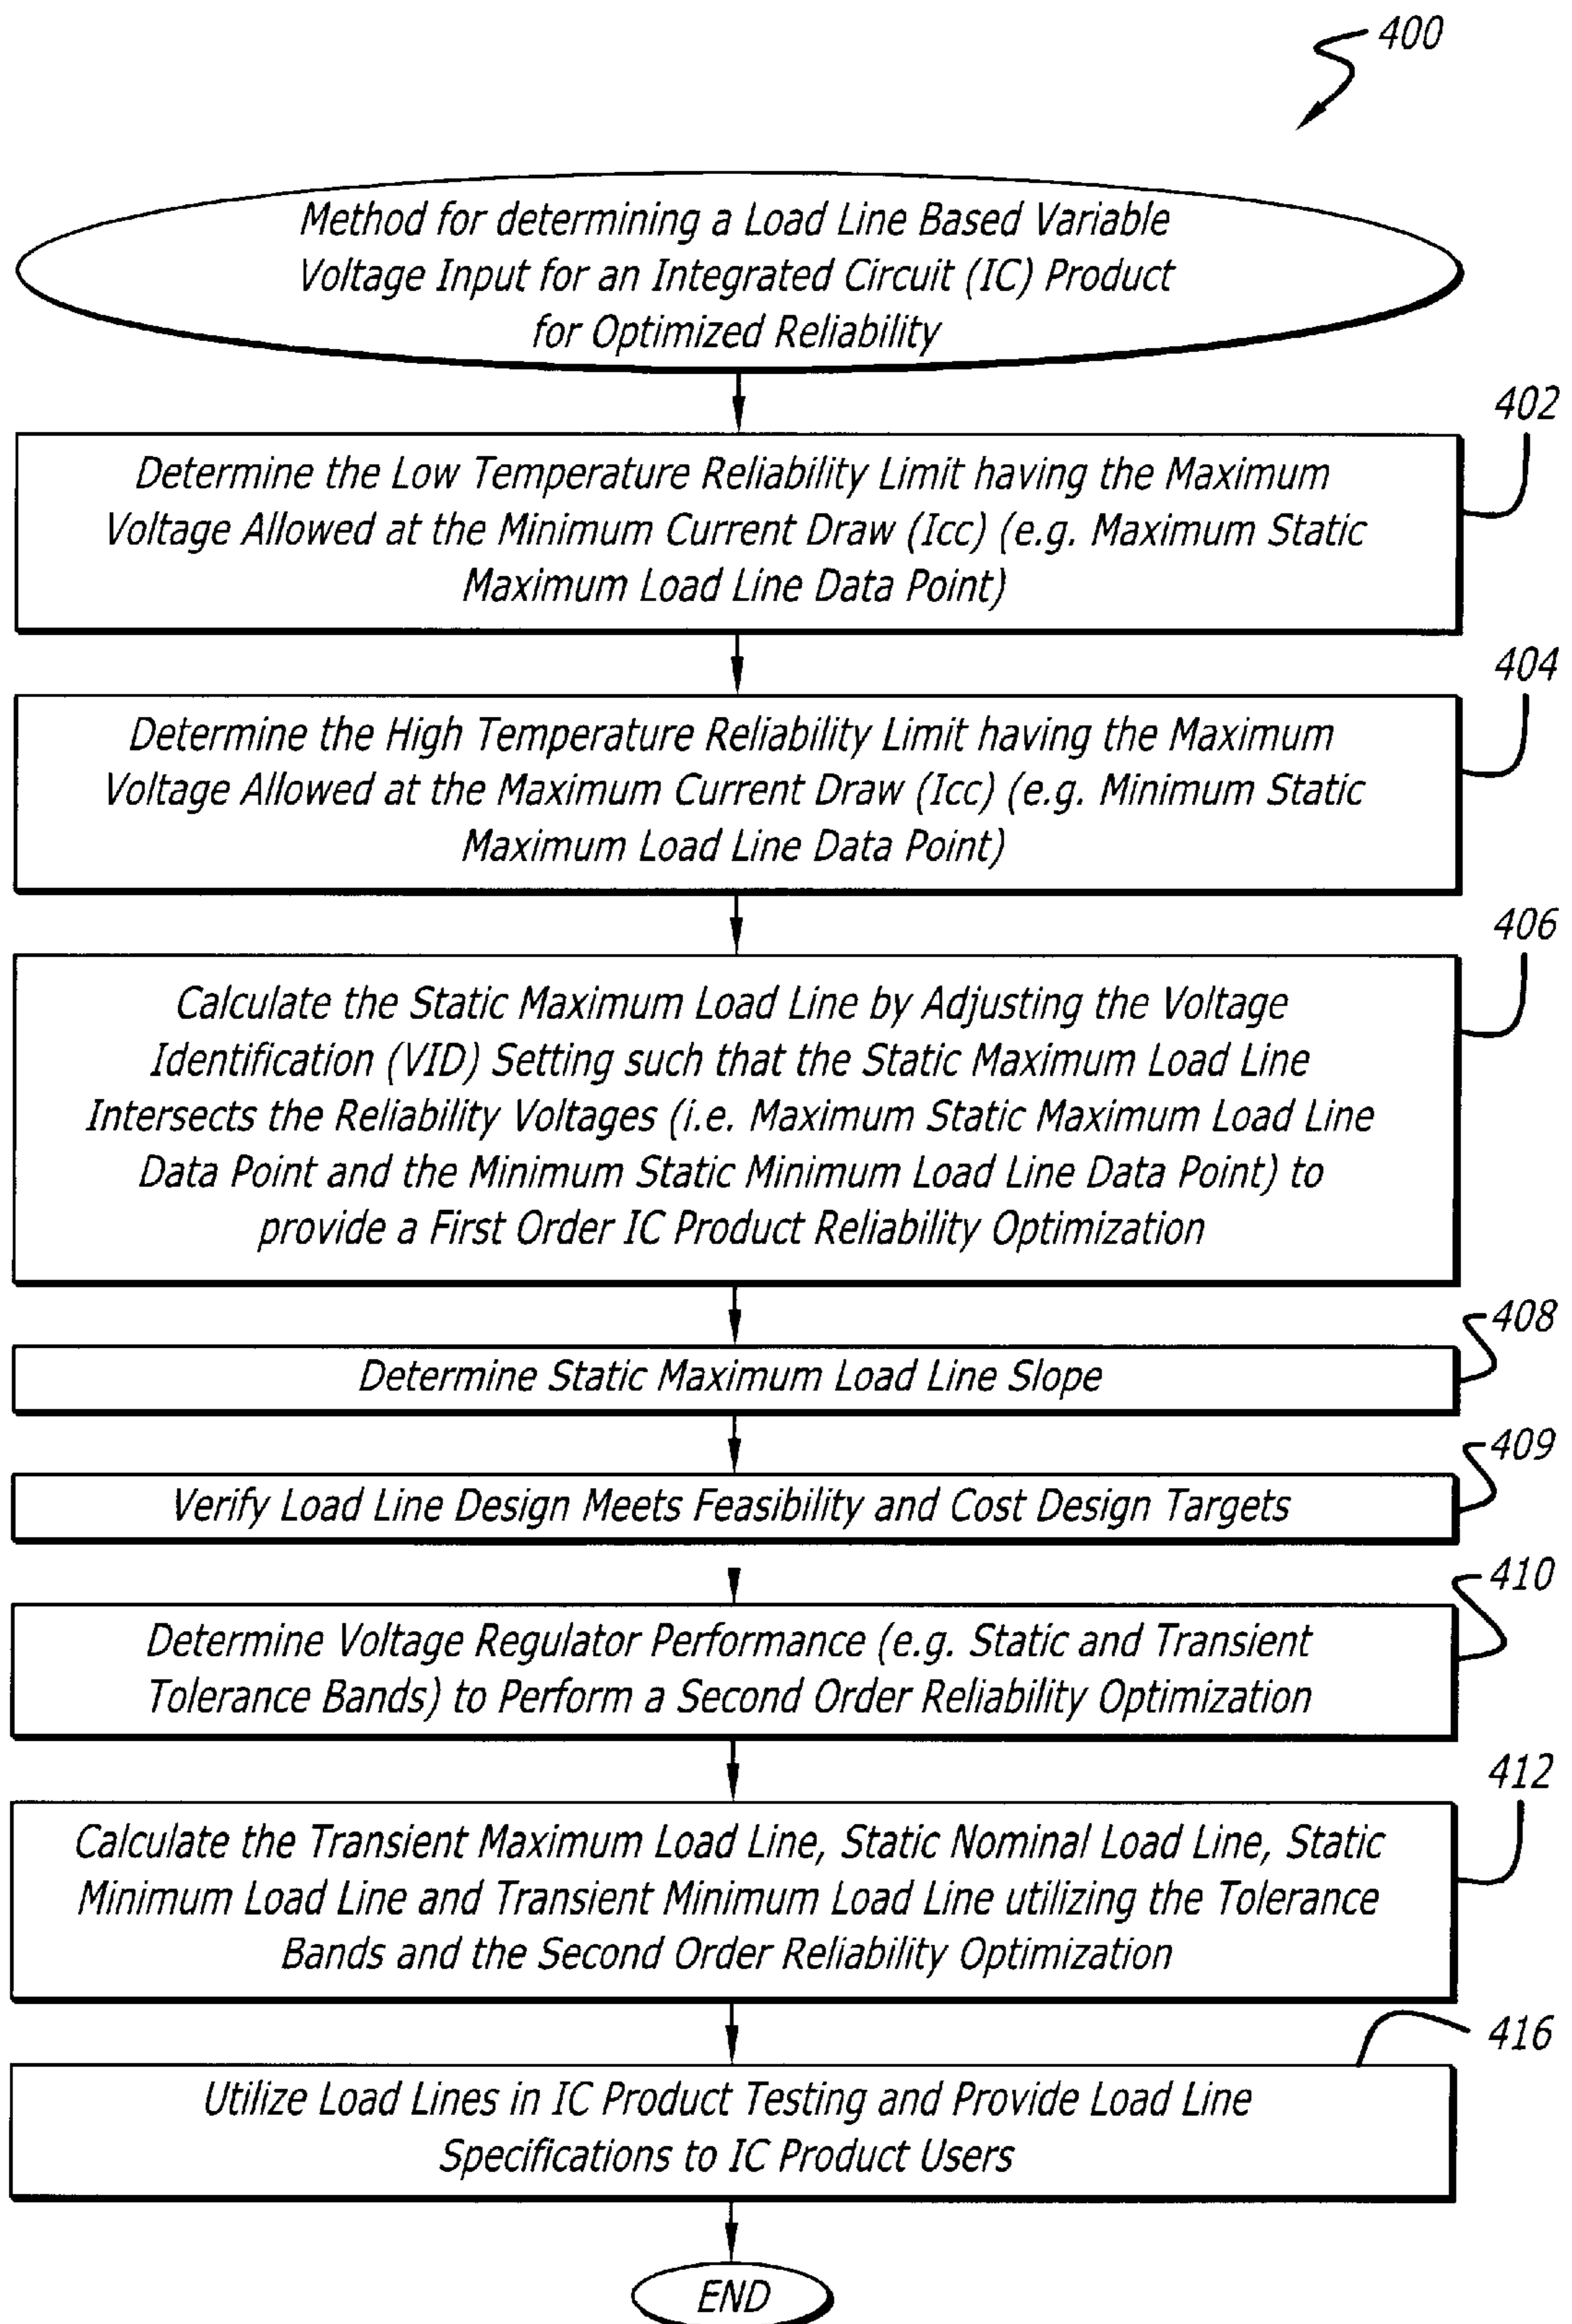 400
Method for determining a Load Line Based Variable
Voltage Input for an Integrated Circuit (IC) Product
for Optimized Reliability
402
Determine the Low Temperature Reliability Limit having the Maximum
Voltage Allowed at the Minimum Current Draw (Icc) (e.g. Maximum Static
Maximum Load Line Data Point)
404
Determine the High Temperature Reliability Limit having the Maximum
Voltage Allowed at the Maximum Current Draw (Icc) (e.g. Minimum Static
Maximum Load Line Data Point)
406
Calculate the Static Maximum Load Line by Adjusting the Voltage
Identification (VID) Setting such that the Static Maximum Load Line
Intersects the Reliability Voltages (i.e. Maximum Static Maximum Load Line
Data Point and the Minimum Static Minimum Load Line Data Point) to
provide a First Order IC Product Reliability Optimization
408
Determine Static Maximum Load Line Slope
409
Verify Load Line Design Meets Feasibility and Cost Design Targets
410
Determine Voltage Regulator Performance (e.g. Static and Transient
Tolerance Bands) to Perform a Second Order Reliability Optimization
412
Calculate the Transient Maximum Load Line, Static Nominal Load Line, Static
Minimum Load Line and Transient Minimum Load Line utilizing the Tolerance
Bands and the Second Order Reliability Optimization
416
Utilize Load Lines in IC Product Testing and Provide Load Line
Specifications to IC Product Users
END